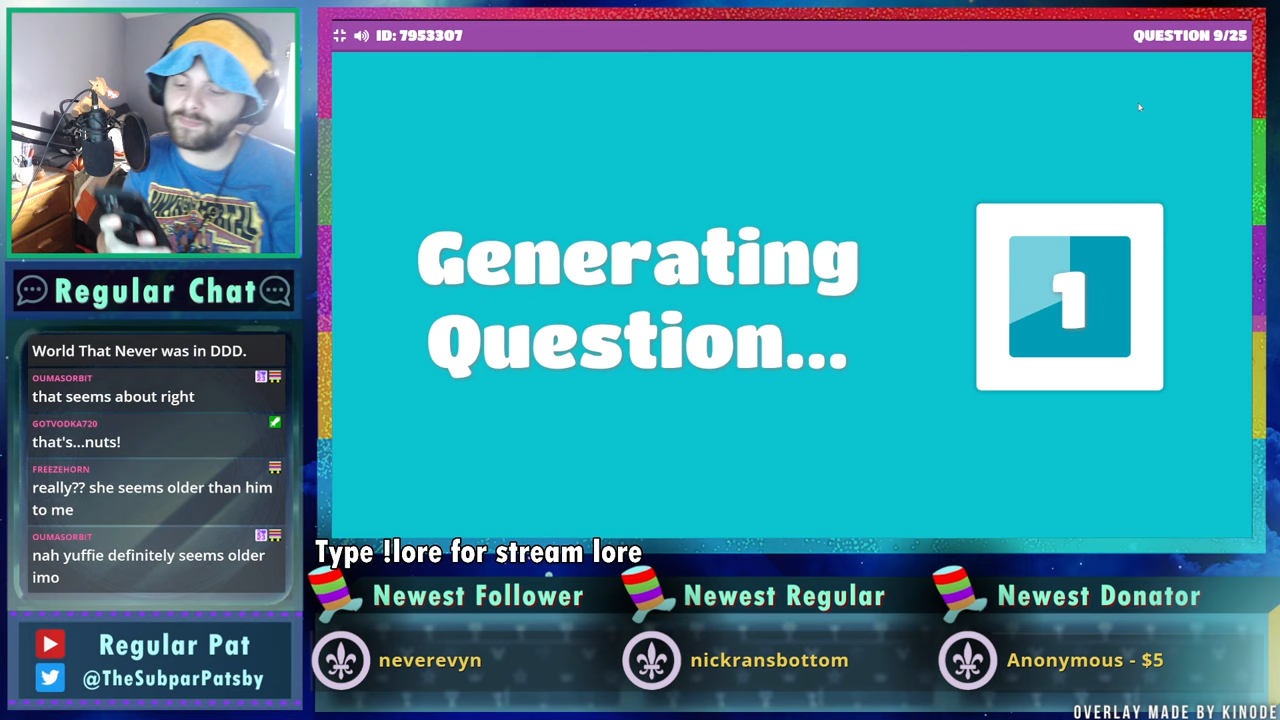 ID: 7953307
QUESTION 9/25
Generating
Question...
1
Regular Chat
World That Never was in DDD.
OUMASORBIT
that seems about right
GOTVODKA720
that's...nuts!
FREEZEHORN
really?? she seems older than him
to me
OUMASORBIT
nah yuffie definitely seems older
imo
Regular Pat
@TheSubparPatsby
Type !lore for stream lore
Newest Follower
neverevyn
Newest Regular
nickransbottom
Newest Donator
Anonymous - $5
OVERLAY MADE BY KINODE